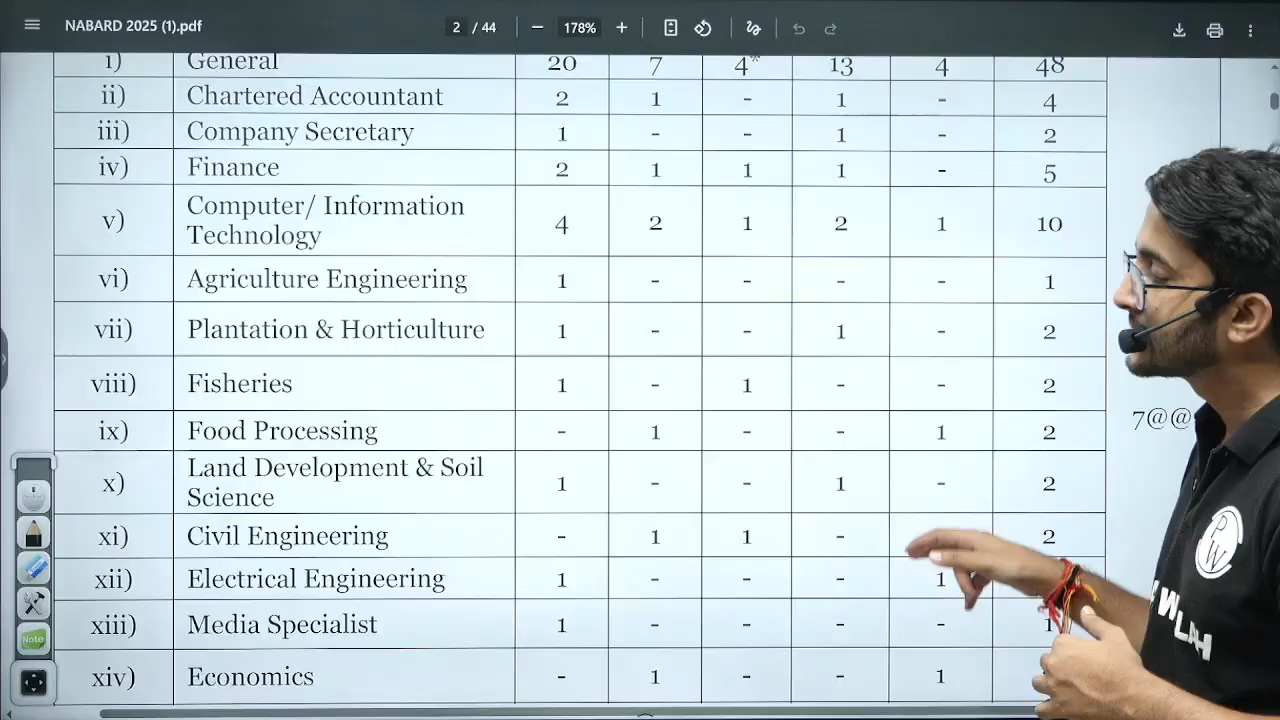 NABARD 2025 (1).pdf 2 / 44 178%
i) General 20 7 4* 13 4 48
ii) Chartered Accountant 2 1 - 1 - 4
iii) Company Secretary 1 - - 1 - 2
iv) Finance 2 1 1 1 - 5
v) Computer/ Information Technology 4 2 1 2 1 10
vi) Agriculture Engineering 1 - - - - 1
vii) Plantation & Horticulture 1 - - 1 - 2
viii) Fisheries 1 - 1 - - 2
7@@
ix) Food Processing - 1 - - 1 2
x) Land Development & Soil Science 1 - - 1 - 2
xi) Civil Engineering - 1 1 - 2
xii) Electrical Engineering 1 - - - 1
xiii) Media Specialist 1 - - - - 1
xiv) Economics - 1 - - 1
Note
PW
WLAH